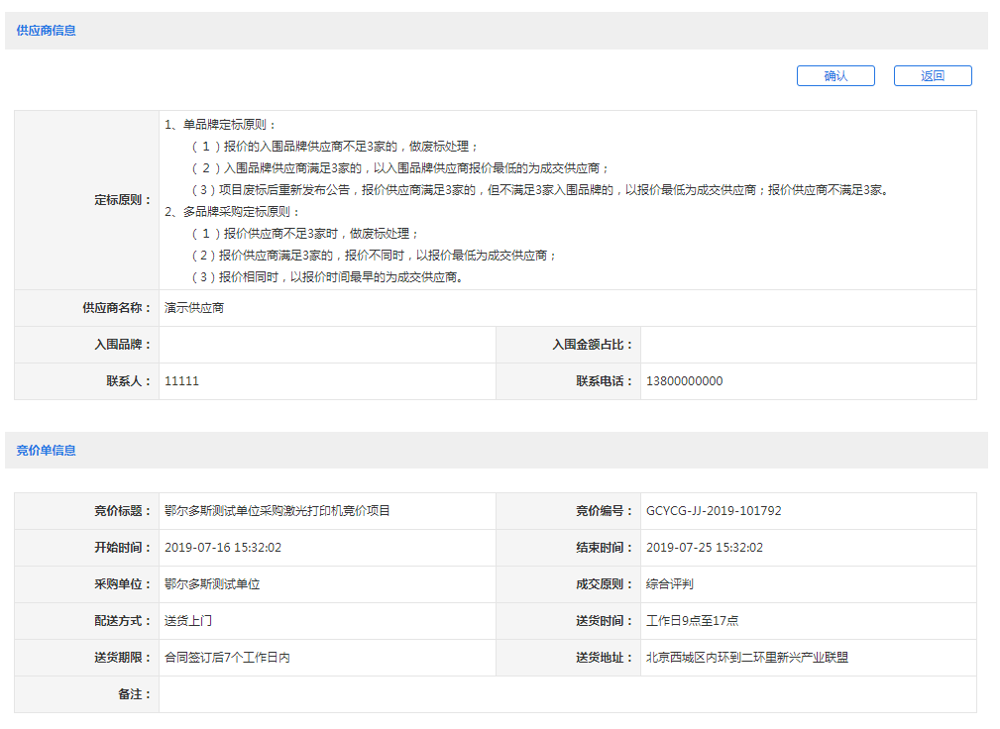 供应商信息
确认 返回
1、单品牌定标原则：
（１）报价的入围品牌供应商不足3家的，做废标处理；
（２）入围品牌供应商满足3家的，以入围品牌供应商报价最低的为成交供应商；
（3）项目废标后重新发布公告，报价供应商满足3家的，但不满足3家入围品牌的，以报价最低为成交供应商；报价供应商不满足3家。
定标原则：
2、多品牌采购定标原则：
（１）报价供应商不足3家时，做废标处理；
（2）报价供应商满足3家的，报价不同时，以报价最低为成交供应商；
（3）报价相同时，以报价时间最早的为成交供应商。
供应商名称： 演示供应商
入围品牌： 入围金额占比：
联系人： 11111 联系电话： 13800000000
竞价单信息
竞价标题： 鄂尔多斯测试单位采购激光打印机竞价项目 竞价编号： GCYCG-JJ-2019-101792
开始时间： 2019-07-16 15:32:02 结束时间： 2019-07-25 15:32:02
采购单位： 鄂尔多斯测试单位 成交原则： 综合评判
配送方式： 送货上门 送货时间： 工作日9点至17点
送货期限： 合同签订后7个工作日内 送货地址： 北京西城区内环到二环里新兴产业联盟
备注：